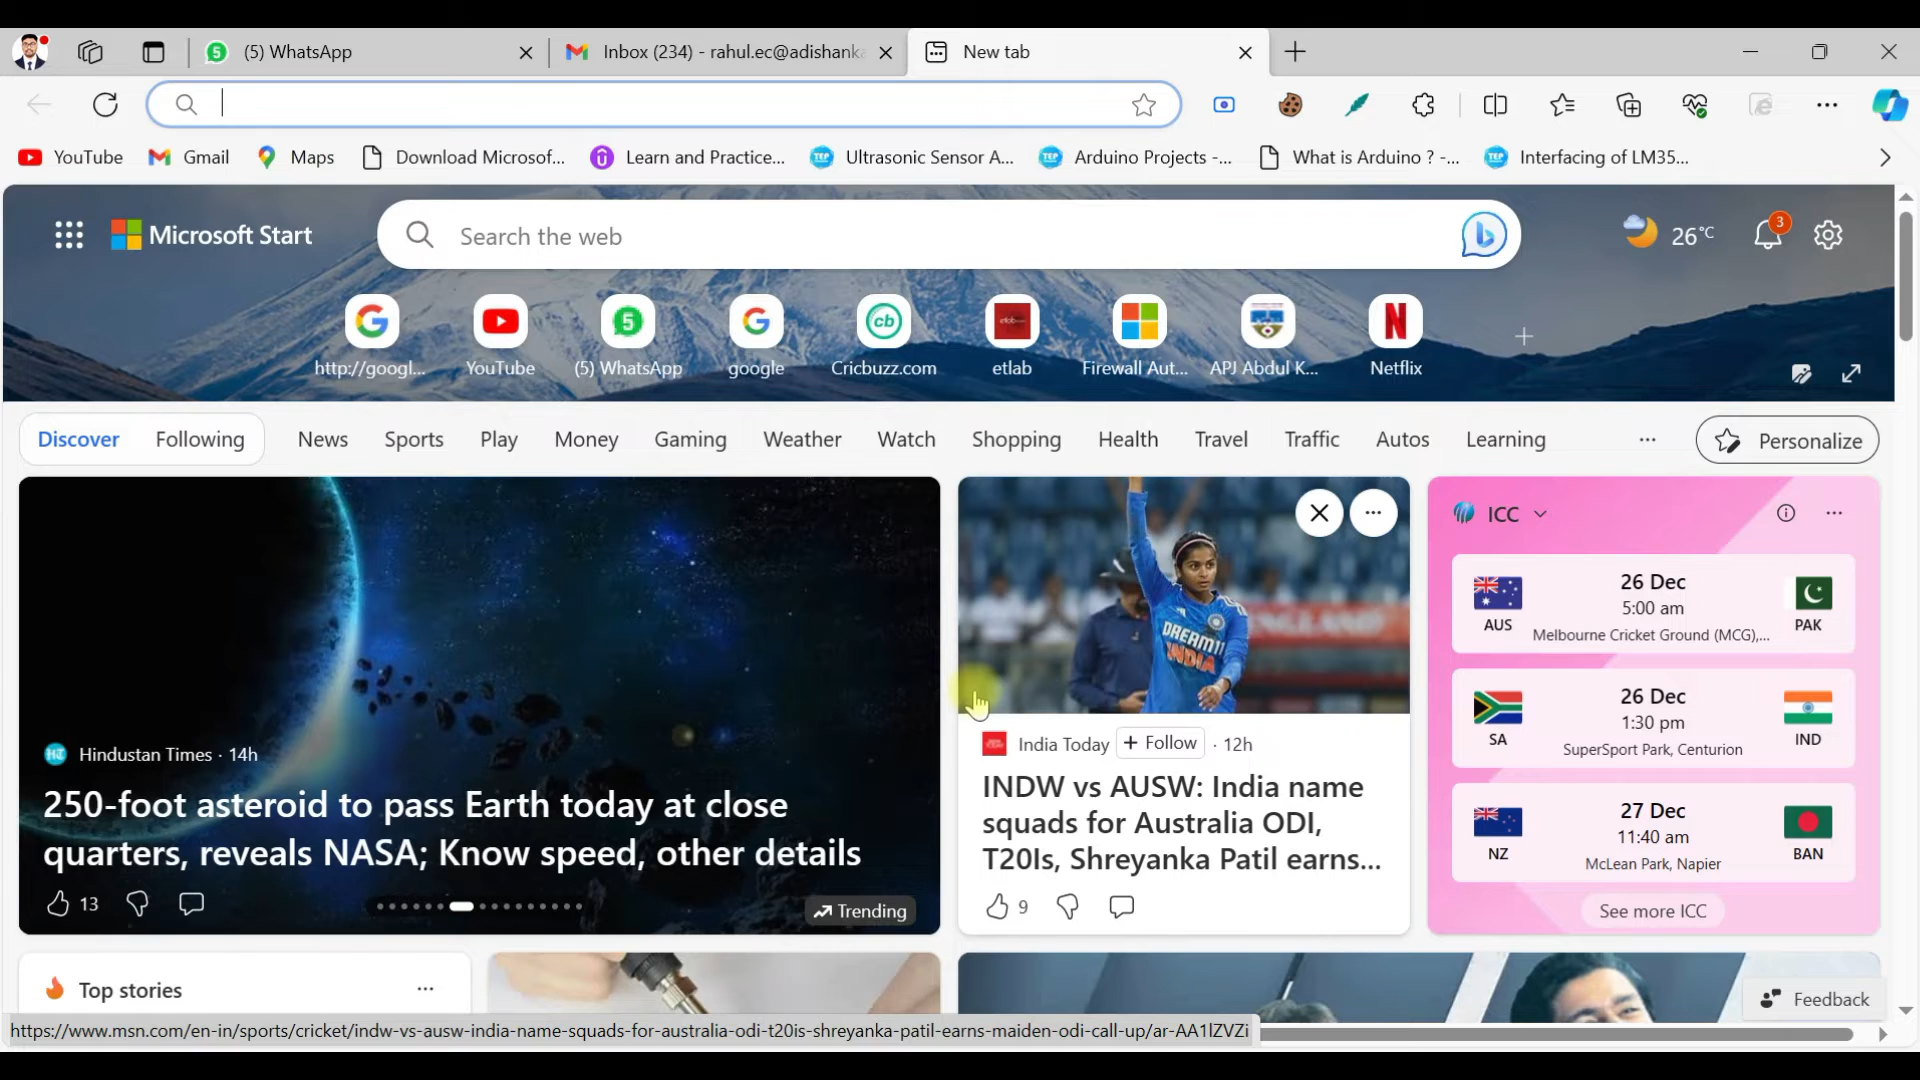 (5) WhatsApp
Inbox (234) - rahul.ec@adishanka
New tab
YouTube
Gmail
Maps
Download Microsof...
Learn and Practice...
Ultrasonic Sensor A...
Arduino Projects -...
What is Arduino ? -...
Interfacing of LM35...
Microsoft Start
Search the web
26°C
3
http://googl...
YouTube
5
(5) WhatsApp
google
cb
Cricbuzz.com
etlab
Firewall Aut...
APJ Abdul K...
Netflix
Discover
Following
News
Sports
Play
Money
Gaming
Weather
Watch
Shopping
Health
Travel
Traffic
Autos
Learning
Personalize
Hindustan Times · 14h
250-foot asteroid to pass Earth today at close
quarters, reveals NASA; Know speed, other details
13
Trending
DREAM11
INDIA
India Today
+ Follow
· 12h
INDW vs AUSW: India name
squads for Australia ODI,
T20Is, Shreyanka Patil earns...
9
ICC
26 Dec
5:00 am
AUS
Melbourne Cricket Ground (MCG),...
PAK
26 Dec
1:30 pm
SA
SuperSport Park, Centurion
IND
27 Dec
11:40 am
NZ
McLean Park, Napier
BAN
See more ICC
Top stories
Feedback
https://www.msn.com/en-in/sports/cricket/indw-vs-ausw-india-name-squads-for-australia-odi-t20is-shreyanka-patil-earns-maiden-odi-call-up/ar-AA1lZVZi